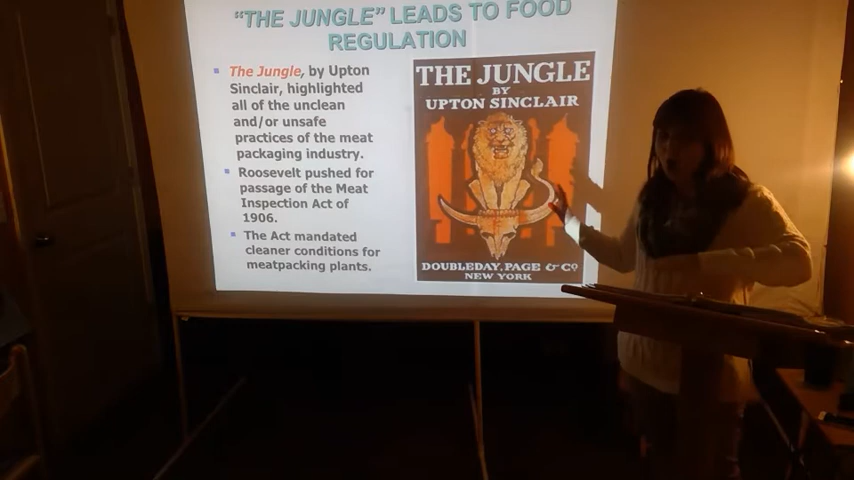 “THE JUNGLE” LEADS TO FOOD
REGULATION
The Jungle, by Upton
Sinclair, highlighted
all of the unclean
and/or unsafe
practices of the meat
packaging industry.
Roosevelt pushed for
passage of the Meat
Inspection Act of
1906.
The Act mandated
cleaner conditions for
meatpacking plants.
THE JUNGLE
BY
UPTON SINCLAIR
DOUBLEDAY, PAGE & Co
NEW YORK